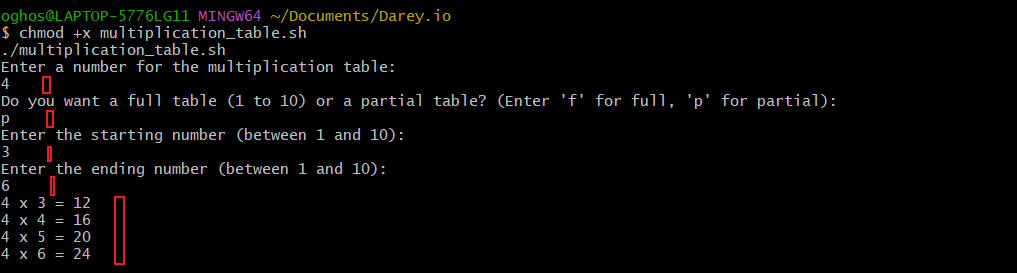 oghos@LAPTOP-5776LG11 MINGW64 ~/Documents/Darey.io
$ chmod +x multiplication_table.sh
./multiplication_table.sh
Enter a number for the multiplication table:
4
Do you want a full table (1 to 10) or a partial table? (Enter 'f' for full, 'p' for partial):
p
Enter the starting number (between 1 and 10):
3
Enter the ending number (between 1 and 10):
6
4 x 3 = 12
4 x 4 = 16
4 x 5 = 20
4 x 6 = 24